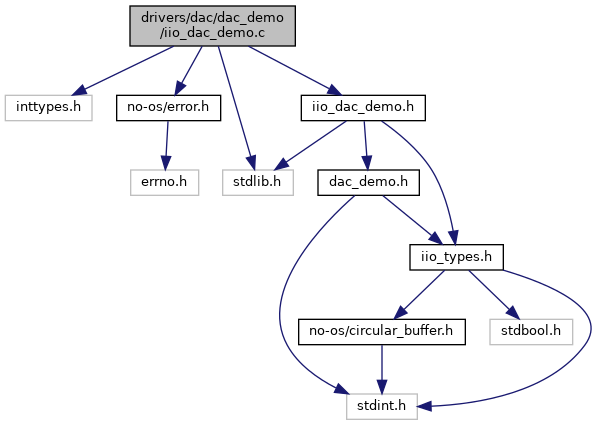 drivers/dac/dac_demo
/iio_dac_demo.c
inttypes.h
no-os/error.h
iio_dac_demo.h
errno.h
stdlib.h
dac_demo.h
iio_types.h
no-os/circular_buffer.h
stdbool.h
stdint.h